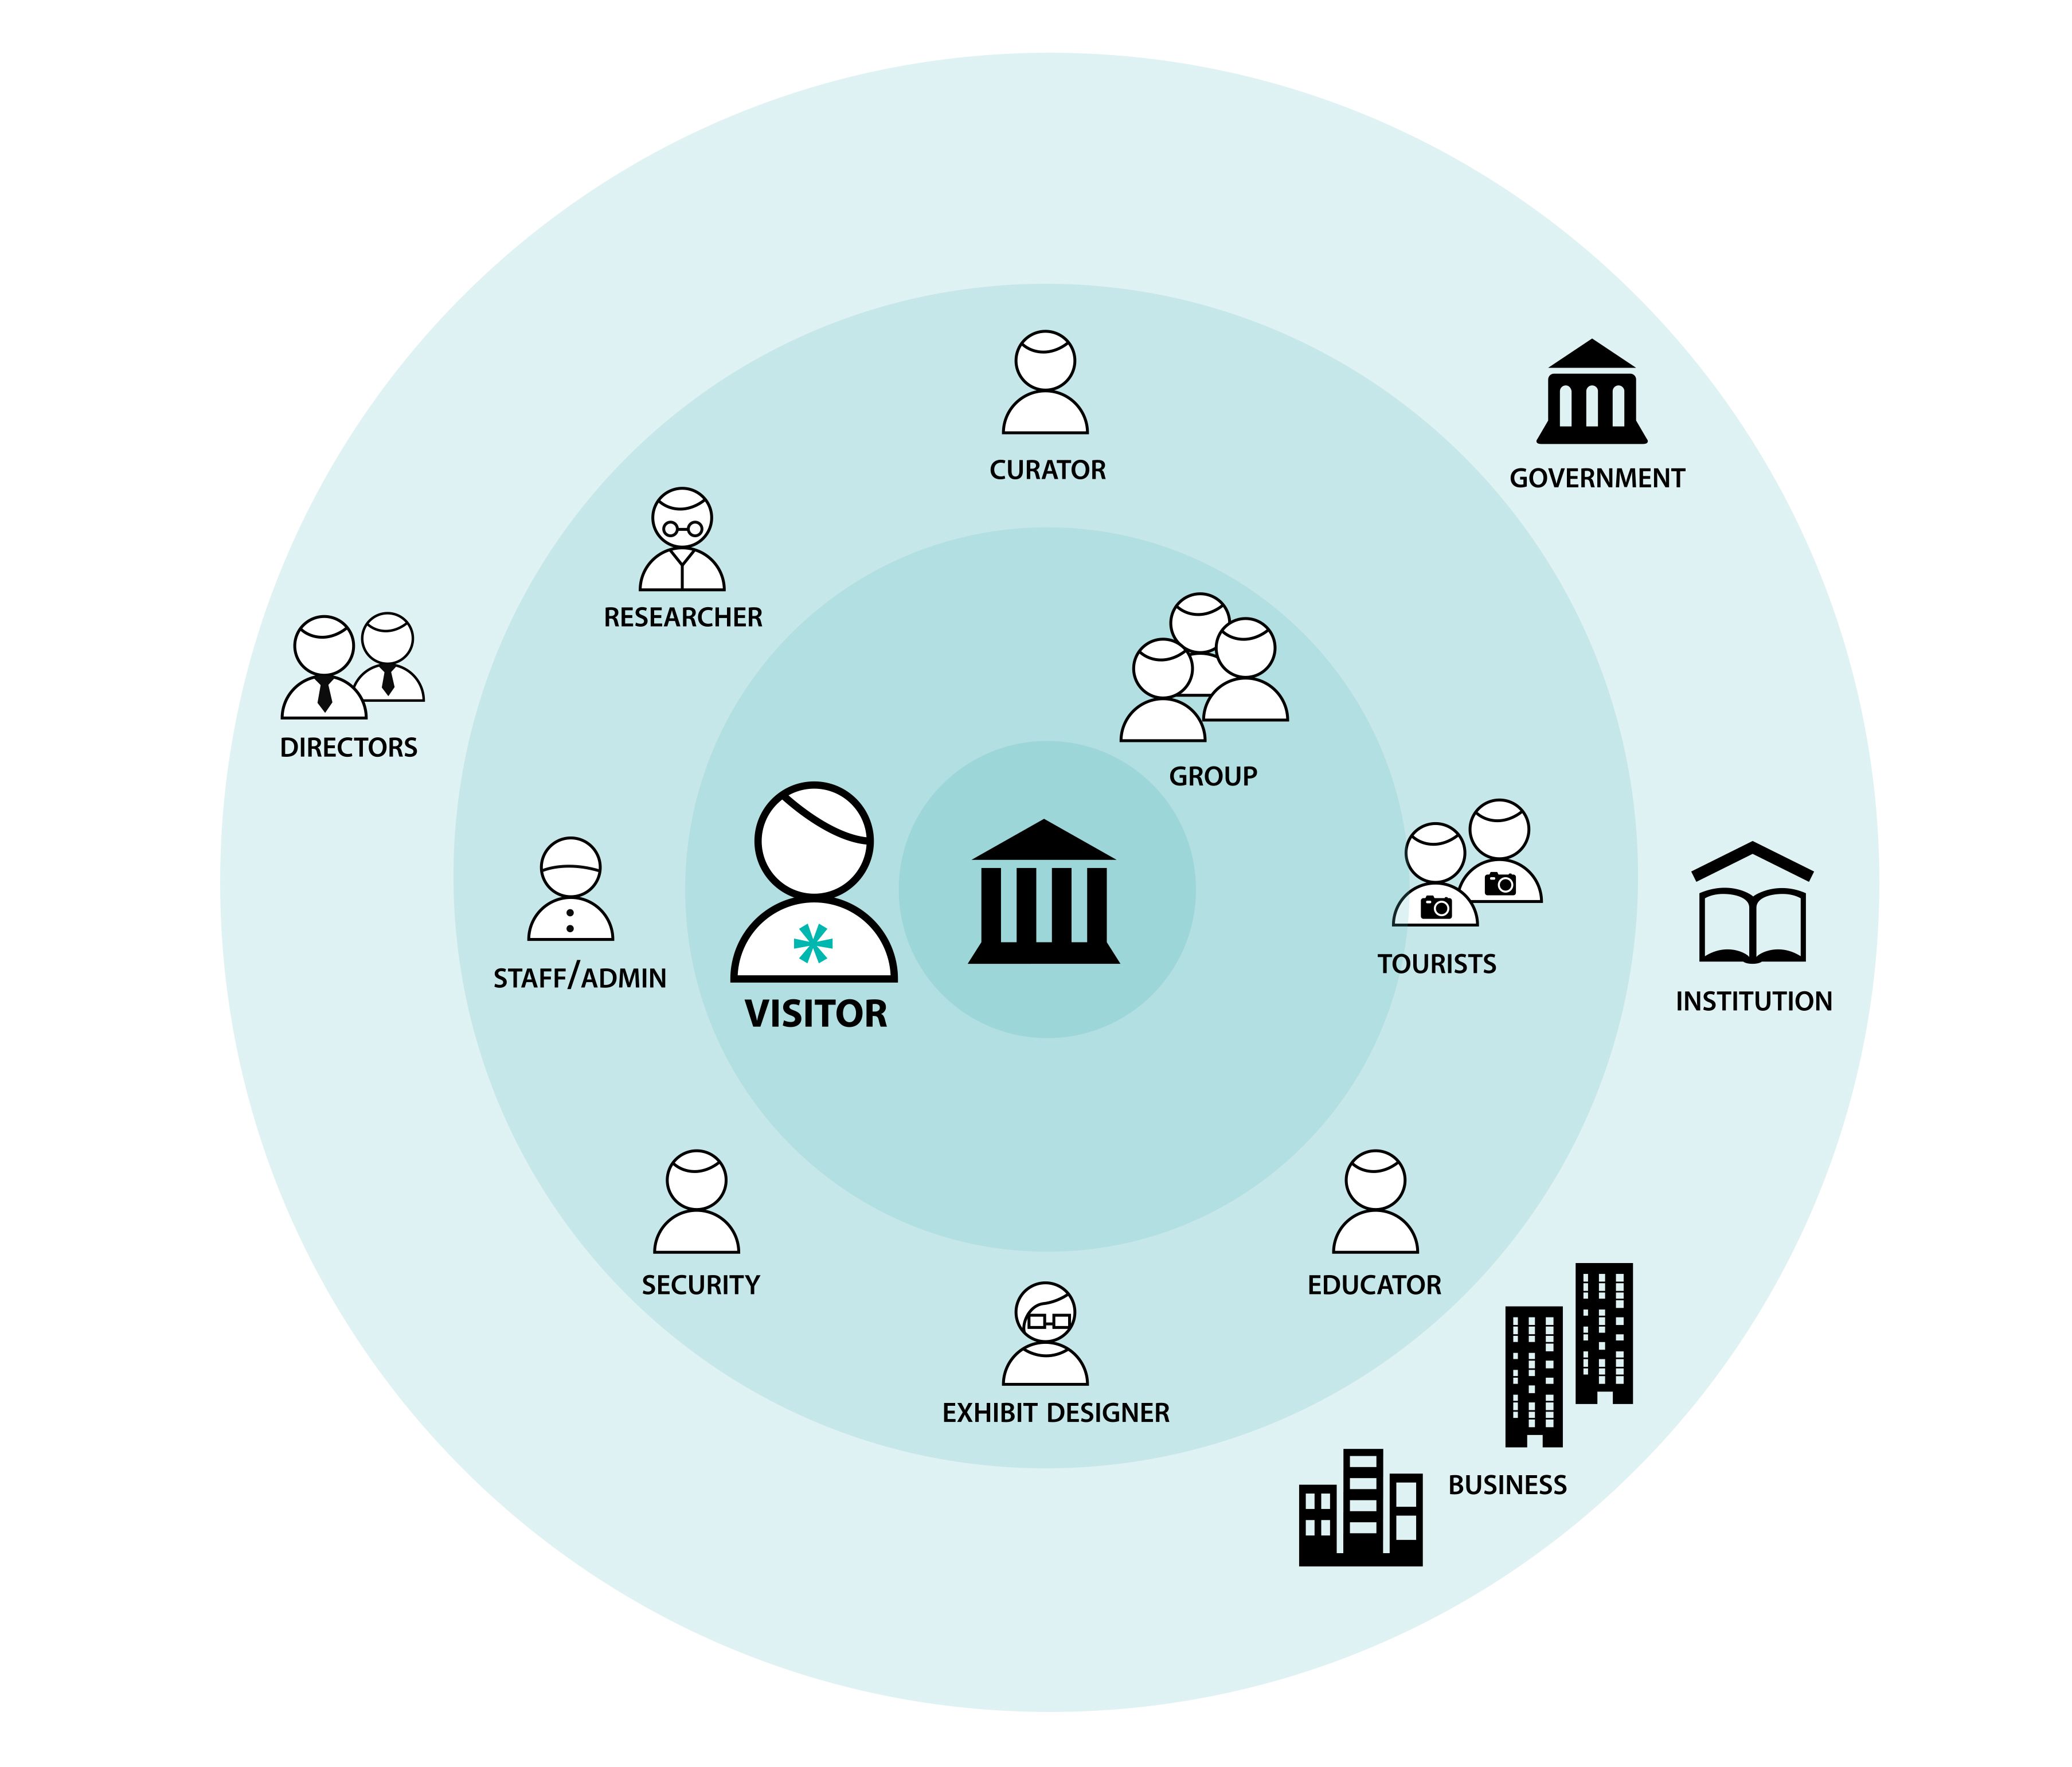 CURATOR
GOVERNMENT
RESEARCHER
DIRECTORS
GROUP
TOURISTS
STAFF/ADMIN
INSTITUTION
VISITOR
SECURITY
EDUCATOR
EXHIBIT DESIGNER
BUSINESS